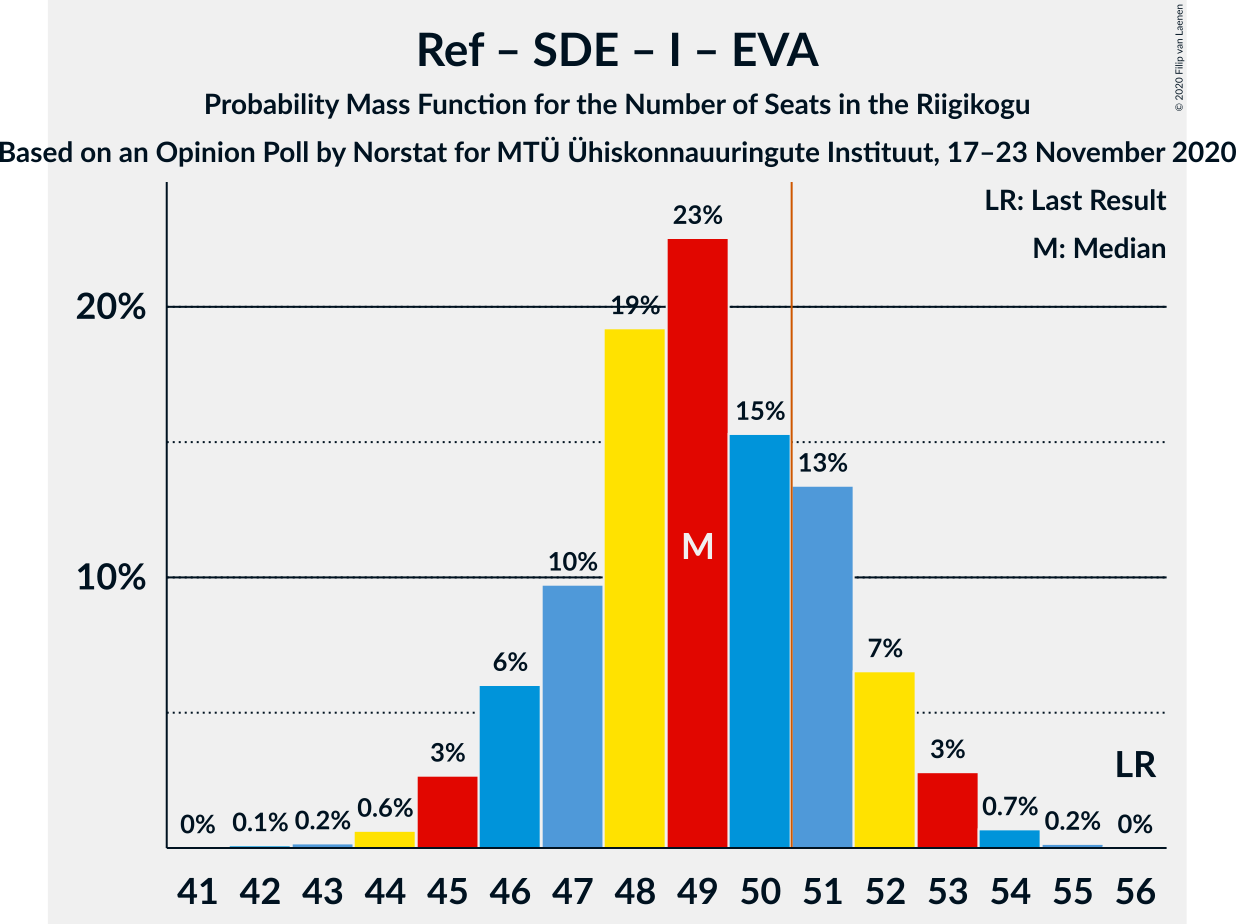 Ref – SDE – I – EVA
Probability Mass Function for the Number of Seats in the Riigikogu
Based on an Opinion Poll by Norstat for MTÜ Ühiskonnauuringute Instituut, 17–23 November 2020
© 2020 Filip van Laenen
LR: Last Result
M: Median
20%
10%
0%
0.1%
0.2%
0.6%
3%
6%
10%
19%
23%
M
15%
13%
7%
3%
0.7%
0.2%
LR
0%
41 42 43 44 45 46 47 48 49 50 51 52 53 54 55 56